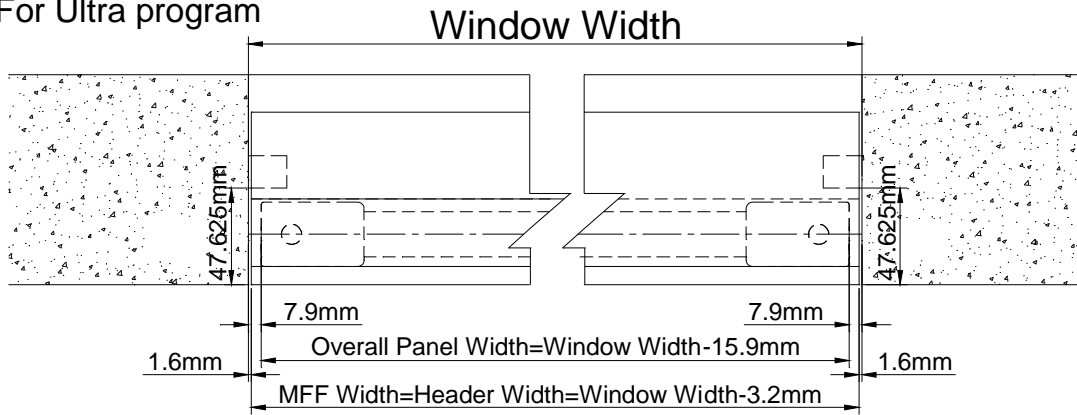 For Ultra program
Window Width
47.625mm
47.625mm
7.9mm
7.9mm
Overall Panel Width=Window Width-15.9mm
1.6mm
1.6mm
MFF Width=Header Width=Window Width-3.2mm